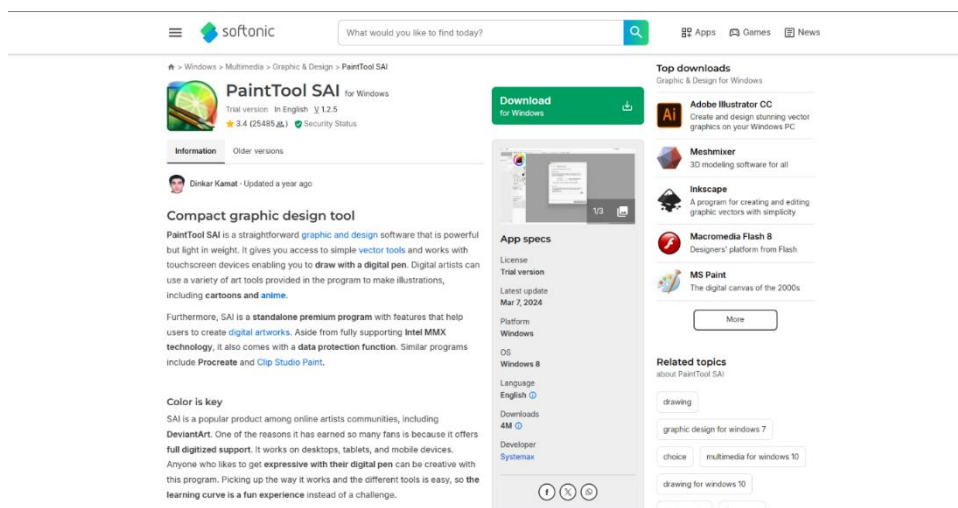 softonic
What would you like to find today?
Apps
Games
News
> Windows > Multimedia > Graphic & Design > PaintTool SAI
PaintTool SAI for Windows
Trial version In English V 1.2.5
3.4 (25485) Security Status
Information
Older versions
Dinkar Kamat - Updated a year ago
Compact graphic design tool
PaintTool SAI is a straightforward graphic and design software that is powerful
but light in weight. It gives you access to simple vector tools and works with
touchscreen devices enabling you to draw with a digital pen. Digital artists can
use a variety of art tools provided in the program to make illustrations,
including cartoons and anime.
Furthermore, SAI is a standalone premium program with features that help
users to create digital artworks. Aside from fully supporting Intel MMX
technology, it also comes with a data protection function. Similar programs
include Procreate and Clip Studio Paint.
Color is key
SAI is a popular product among online artists communities, including
DeviantArt. One of the reasons it has earned so many fans is because it offers
full digitized support. It works on desktops, tablets, and mobile devices.
Anyone who likes to get expressive with their digital pen can be creative with
this program. Picking up the way it works and the different tools is easy, so the
learning curve is a fun experience instead of a challenge.
Download
for Windows
1/3
App specs
License
Trial version
Latest update
Mar 7, 2024
Platform
Windows
OS
Windows 8
Language
English
Downloads
4M
Developer
Systemax
Top downloads
Graphic & Design for Windows
Ai
Adobe Illustrator CC
Create and design stunning vector
graphics on your Windows PC
Meshmixer
3D modeling software for all
Inkscape
A program for creating and editing
graphic vectors with simplicity
Macromedia Flash 8
Designers' platform from Flash
MS Paint
The digital canvas of the 2000s
More
Related topics
about PaintTool SAI
drawing
graphic design for windows 7
choice
multimedia for windows 10
drawing for windows 10